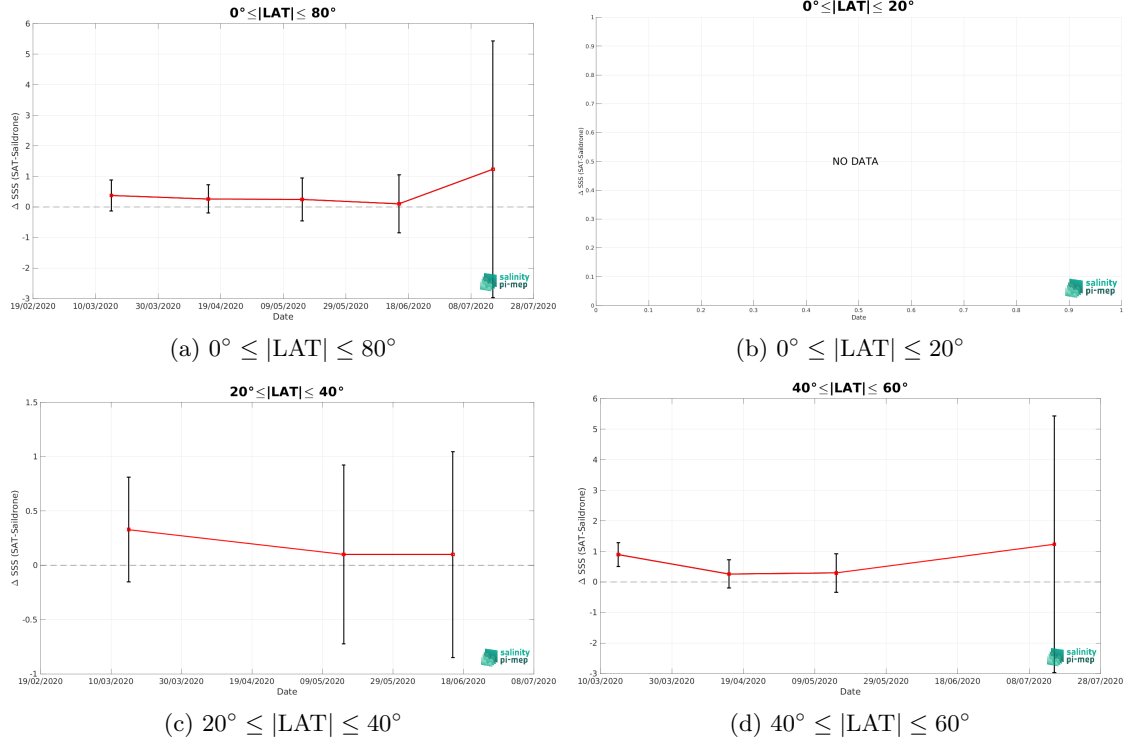 0°≤|LAT|≤ 80°
6
5
4
3
2
1
0
-1
-2
-3
Δ SSS (SAT-Saildrone)
salinity
pi-mep
19/02/2020 10/03/2020 30/03/2020 19/04/2020 09/05/2020 29/05/2020 18/06/2020 08/07/2020 28/07/2020
Date
(a) 0° ≤ |LAT| ≤ 80°
0°≤|LAT|≤ 20°
1
0.9
0.8
0.7
0.6
0.5
0.4
0.3
0.2
0.1
0
Δ SSS (SAT-Saildrone)
NO DATA
salinity
pi-mep
0 0.1 0.2 0.3 0.4 0.5 0.6 0.7 0.8 0.9 1
Date
(b) 0° ≤ |LAT| ≤ 20°
20°≤|LAT|≤ 40°
1.5
1
0.5
0
-0.5
-1
Δ SSS (SAT-Saildrone)
salinity
pi-mep
19/02/2020 10/03/2020 30/03/2020 19/04/2020 09/05/2020 29/05/2020 18/06/2020 08/07/2020
Date
(c) 20° ≤ |LAT| ≤ 40°
40°≤|LAT|≤ 60°
6
5
4
3
2
1
0
-1
-2
-3
Δ SSS (SAT-Saildrone)
salinity
pi-mep
10/03/2020 30/03/2020 19/04/2020 09/05/2020 29/05/2020 18/06/2020 08/07/2020 28/07/2020
Date
(d) 40° ≤ |LAT| ≤ 60°